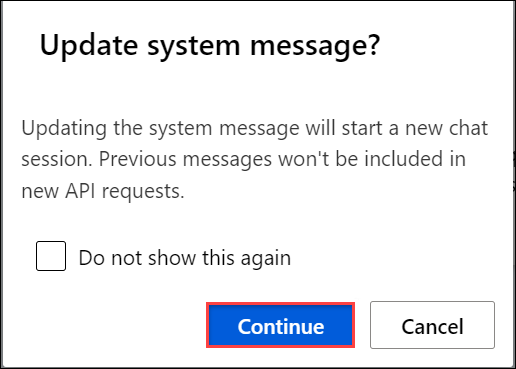 Update system message?
Updating the system message will start a new chat
session. Previous messages won't be included in
new API requests.
Do not show this again
Continue
Cancel